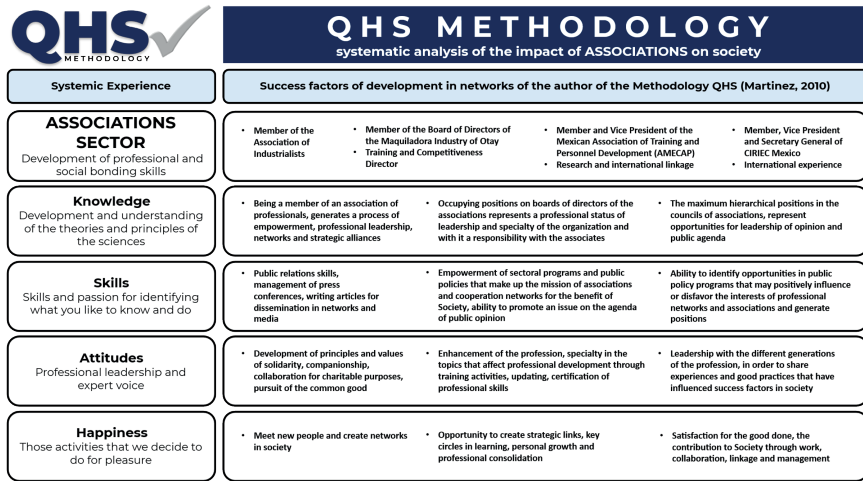 QHS
METHODOLOGY
QHS METHODOLOGY
systematic analysis of the impact of ASSOCIATIONS on society
Systemic Experience
Success factors of development in networks of the author of the Methodology QHS (Martinez, 2010)
ASSOCIATIONS
SECTOR
Development of professional and
social bonding skills
• Member of the
Association of
Industrialists
• Member of the Board of Directors of
the Maquiladora Industry of Otay
• Training and Competitiveness
Director
• Member and Vice President of the
Mexican Association of Training and
Personnel Development (AMECAP)
• Research and international linkage
• Member, Vice President
and Secretary General of
CIRIEC Mexico
• International experience
Knowledge
Development and understanding
of the theories and principles of
the sciences
• Being a member of an association of
professionals, generates a process of
empowerment, professional leadership,
networks and strategic alliances
• Occupying positions on boards of directors of the
associations represents a professional status of
leadership and specialty of the organization and
with it a responsibility with the associates
• The maximum hierarchical positions in the
councils of associations, represent
opportunities for leadership of opinion and
public agenda
Skills
Skills and passion for identifying
what you like to know and do
• Public relations skills,
management of press
conferences, writing articles for
dissemination in networks and
media
• Empowerment of sectoral programs and public
policies that make up the mission of associations
and cooperation networks for the benefit of
Society, ability to promote an issue on the agenda
of public opinion
• Ability to identify opportunities in public
policy programs that may positively influence
or disfavor the interests of professional
networks and associations and generate
positions
Attitudes
Professional leadership and
expert voice
• Development of principles and values
of solidarity, companionship,
collaboration for charitable purposes,
pursuit of the common good
• Enhancement of the profession, specialty in the
topics that affect professional development through
training activities, updating, certification of
professional skills
• Leadership with the different generations
of the profession, in order to share
experiences and good practices that have
influenced success factors in society
Happiness
Those activities that we decide to
do for pleasure
• Meet new people and create networks
in society
• Opportunity to create strategic links, key
circles in learning, personal growth and
professional consolidation
• Satisfaction for the good done, the
contribution to Society through work,
collaboration, linkage and management